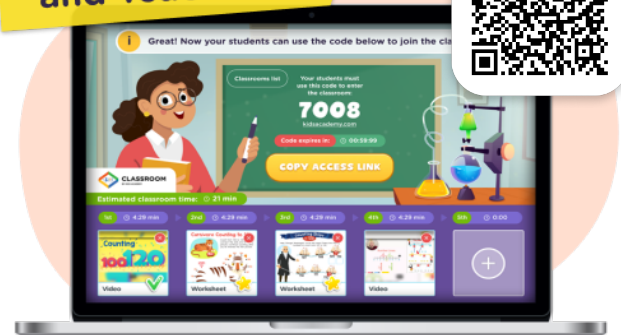 Great! Now your students can use the code below to join the cla
Classrooms list
Your students must
use this code to enter
the classroom
7008
kidsacademy.com
Code expires in:
00:59:99
COPY ACCESS LINK
CLASSROOM
Estimated classroom time: 21 min
1st 4:29 min
2nd 4:29 min
3rd 4:29 min
4th 4:29 min
5th 0:00
Counting
100 120
Video
Worksheet
Worksheet
Video